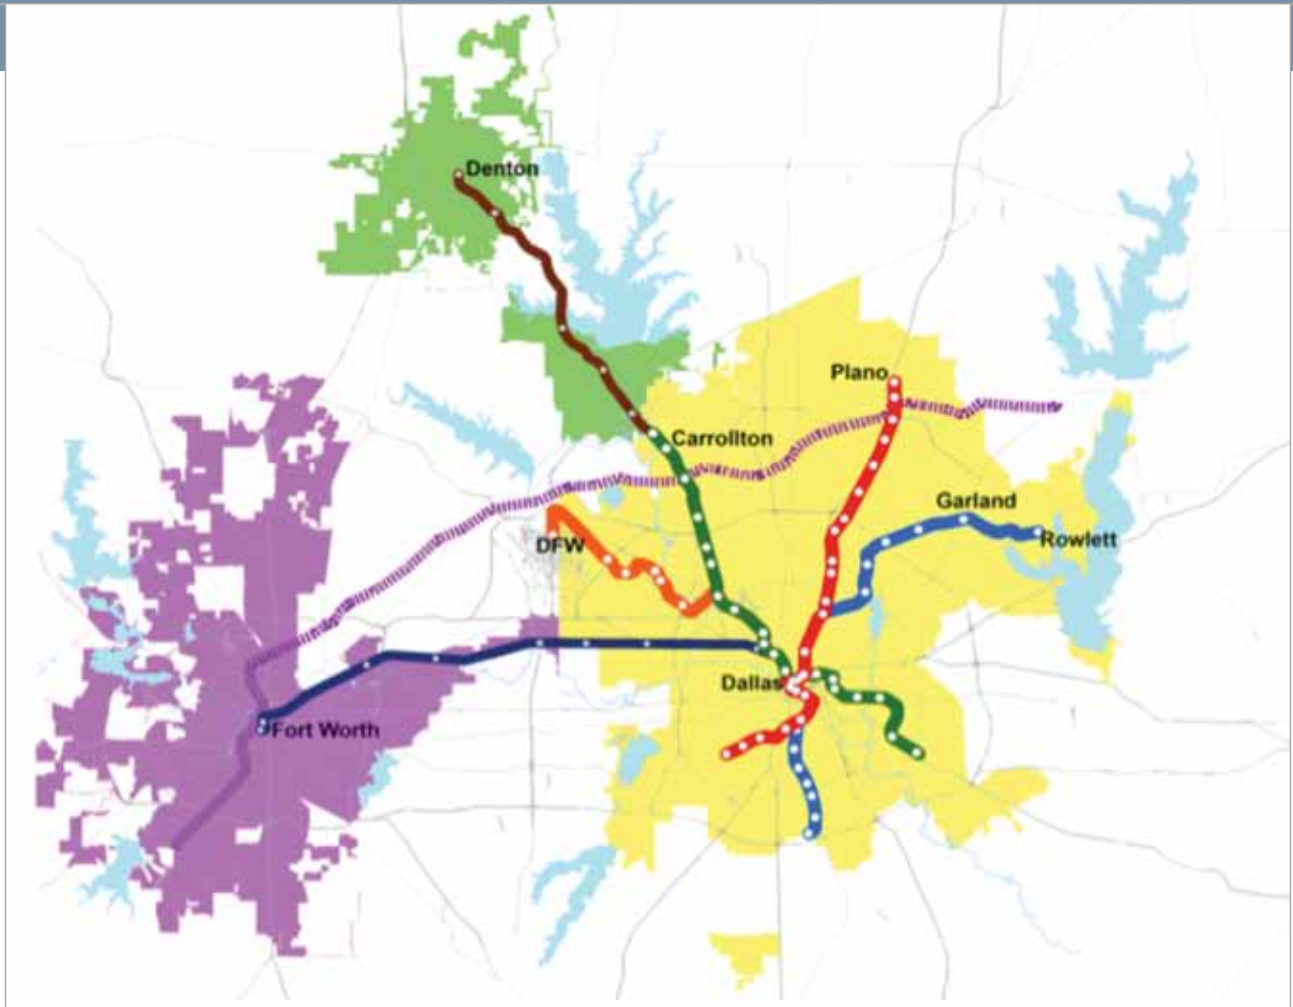 Denton
Plano
Carrollton
Garland
DFW
Rowlett
Dallas
Fort Worth